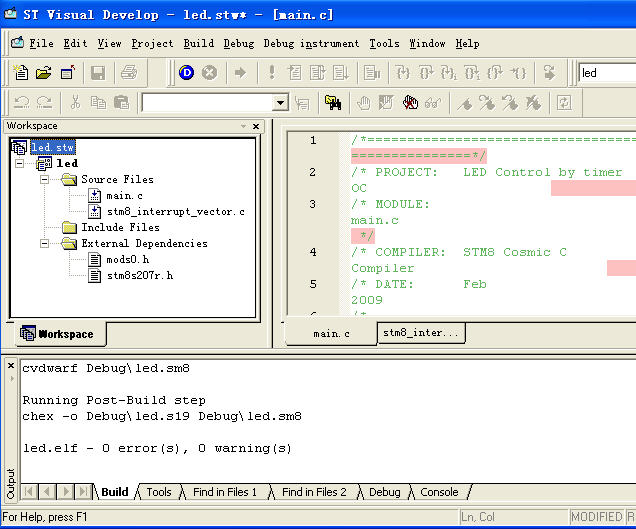 ST Visual Develop - led.stw* - [main.c]
File Edit View Project Build Debug Debug instrument Tools Window Help
led
Workspace
led.stw
led
Source Files
main.c
stm8_interrupt_vector.c
Include Files
External Dependencies
mods0.h
stm8s207r.h
Workspace
1 /*===================================
===============*/
2 /* PROJECT: LED Control by timer
OC
3 /* MODULE:
main.c
*/
4 /* COMPILER: STM8 Cosmic C
Compiler
5 /* DATE: Feb
2009
6 /*
main.c stm8_inter...
cvdwarf Debug\led.sm8
Running Post-Build step
chex -o Debug\led.s19 Debug\led.sm8
led.elf - 0 error(s), 0 warning(s)
Output
Build Tools Find in Files 1 Find in Files 2 Debug Console
For Help, press F1 Ln, Col MODIFIED R